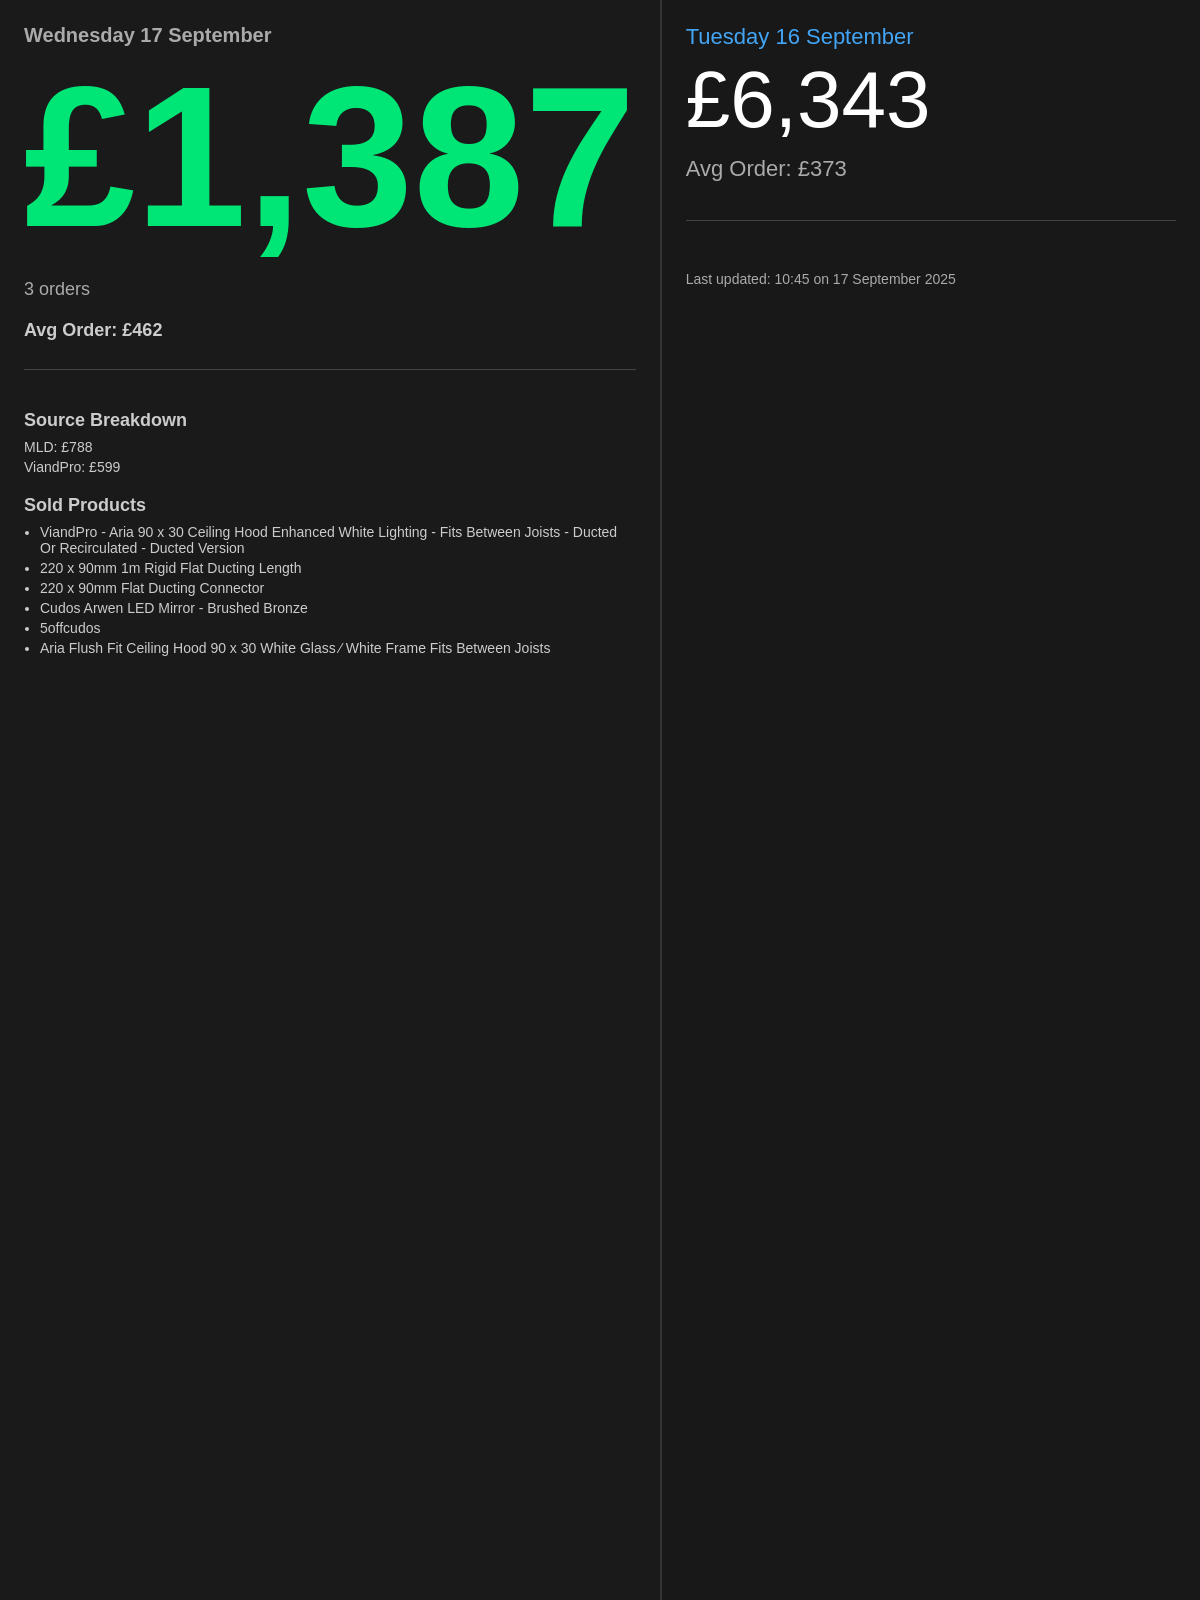 Wednesday 17 September
£1,387
3 orders
Avg Order: £462
Source Breakdown
MLD: £788
ViandPro: £599
Sold Products
• ViandPro - Aria 90 x 30 Ceiling Hood Enhanced White Lighting - Fits Between Joists - Ducted
Or Recirculated - Ducted Version
• 220 x 90mm 1m Rigid Flat Ducting Length
• 220 x 90mm Flat Ducting Connector
• Cudos Arwen LED Mirror - Brushed Bronze
• 5offcudos
• Aria Flush Fit Ceiling Hood 90 x 30 White Glass ⁄ White Frame Fits Between Joists
Tuesday 16 September
£6,343
Avg Order: £373
Last updated: 10:45 on 17 September 2025